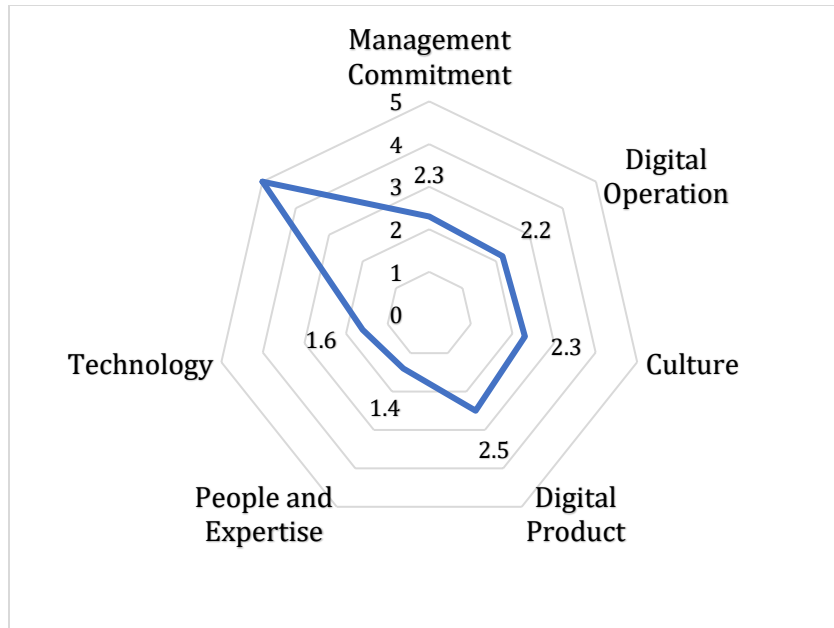 Management
Commitment
5
4
3
2
1
0
2.3
Digital
Operation
2.2
Culture
2.3
Digital
Product
2.5
People and
Expertise
1.4
Technology
1.6